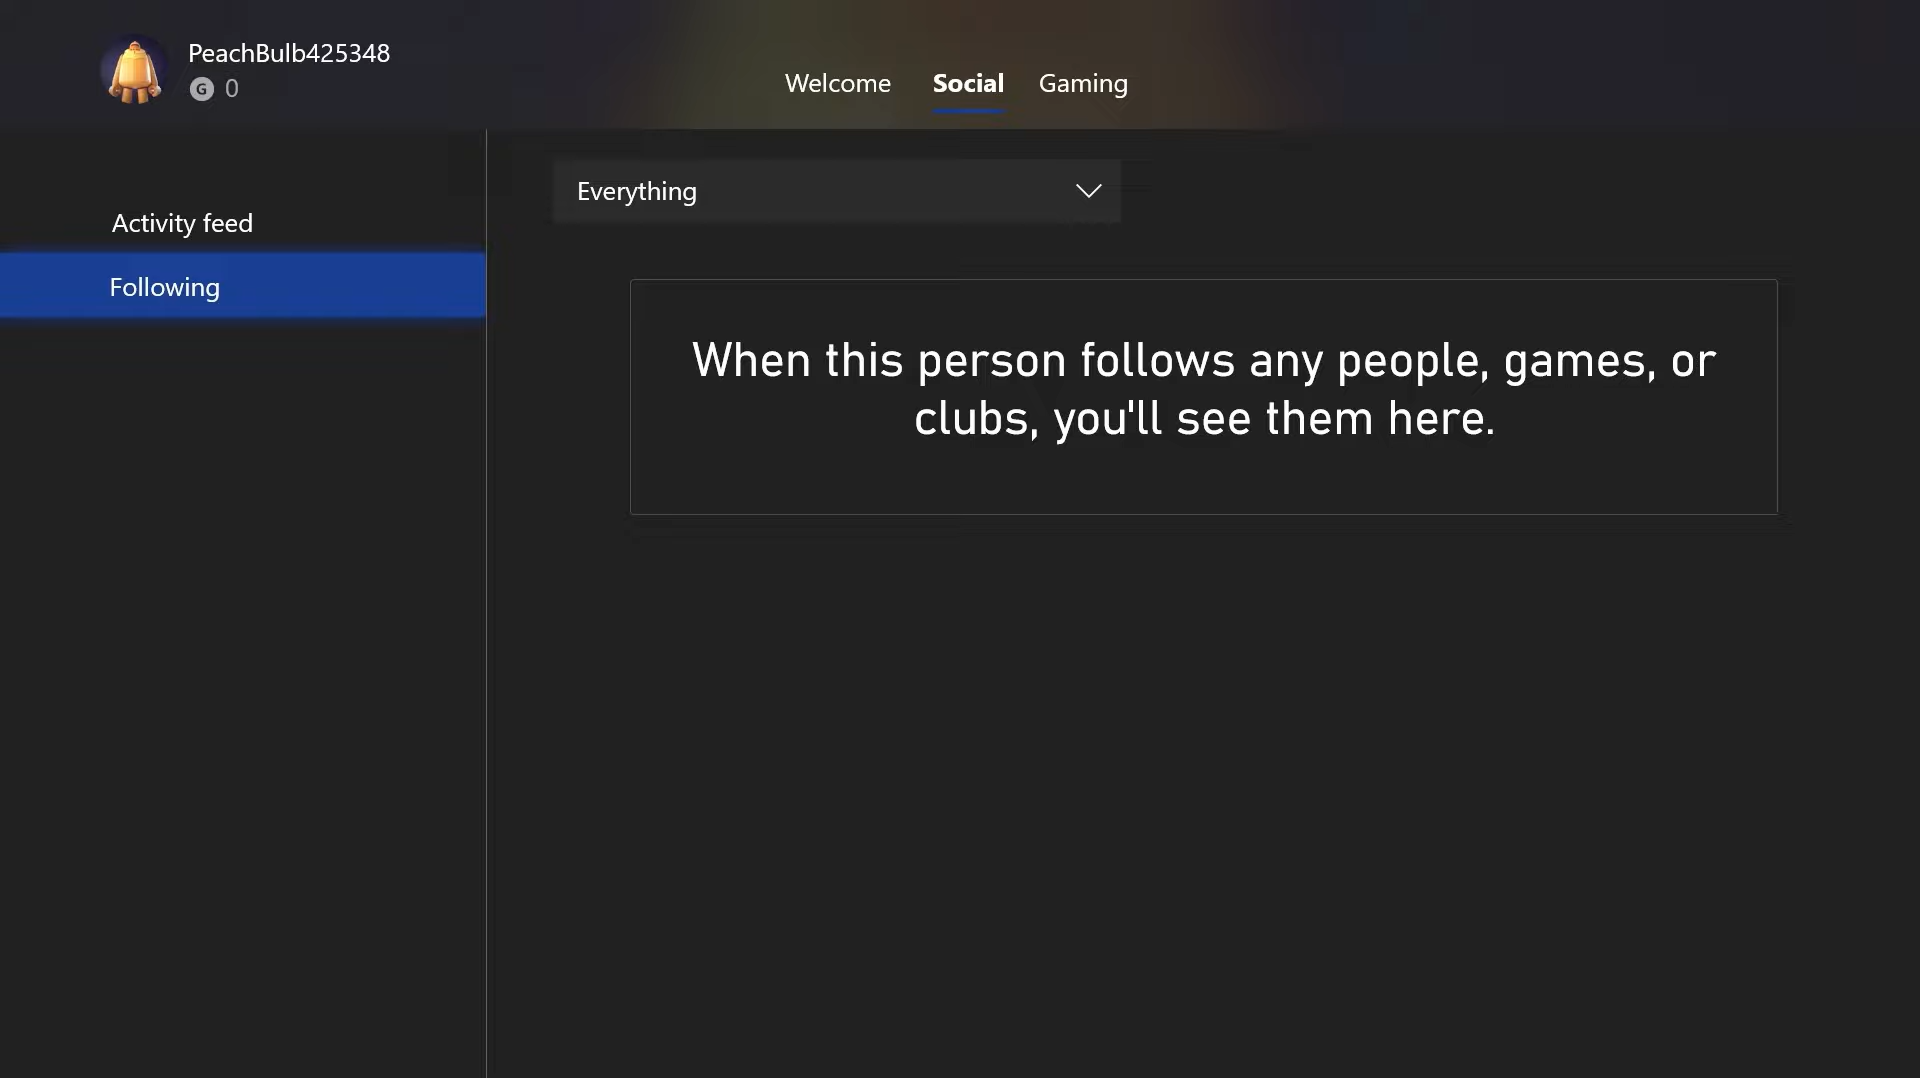 PeachBulb425348
G 0
Welcome Social Gaming
Everything
Activity feed
Following
When this person follows any people, games, or
clubs, you'll see them here.